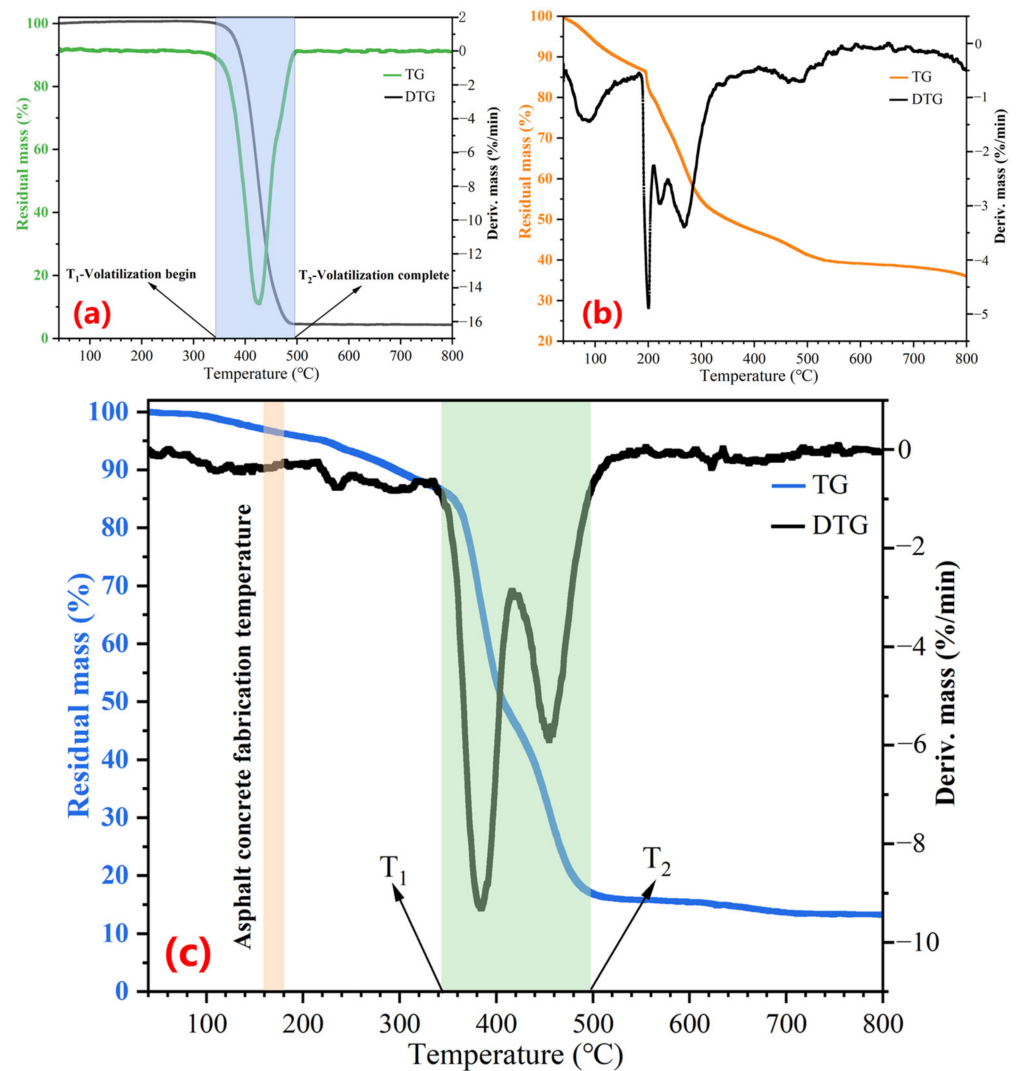 100
80
60
40
20
0
Residual mass (%)
TG
DTG
T1-Volatilization begin
T2-Volatilization complete
(a)
2
0
−2
−4
−6
−8
−10
−12
−14
−16
Deriv. mass (%/min)
100 200 300 400 500 600 700 800
Temperature (℃)
100
90
80
70
60
50
40
30
20
Residual mass (%)
TG
DTG
(b)
0
−1
−2
−3
−4
−5
Deriv. mass (%/min)
100 200 300 400 500 600 700 800
Temperature (℃)
100
90
80
70
60
50
40
30
20
10
0
Residual mass (%)
Asphalt concrete fabrication temperature
TG
DTG
T1
T2
(c)
0
−2
−4
−6
−8
−10
Deriv. mass (%/min)
100 200 300 400 500 600 700 800
Temperature (℃)